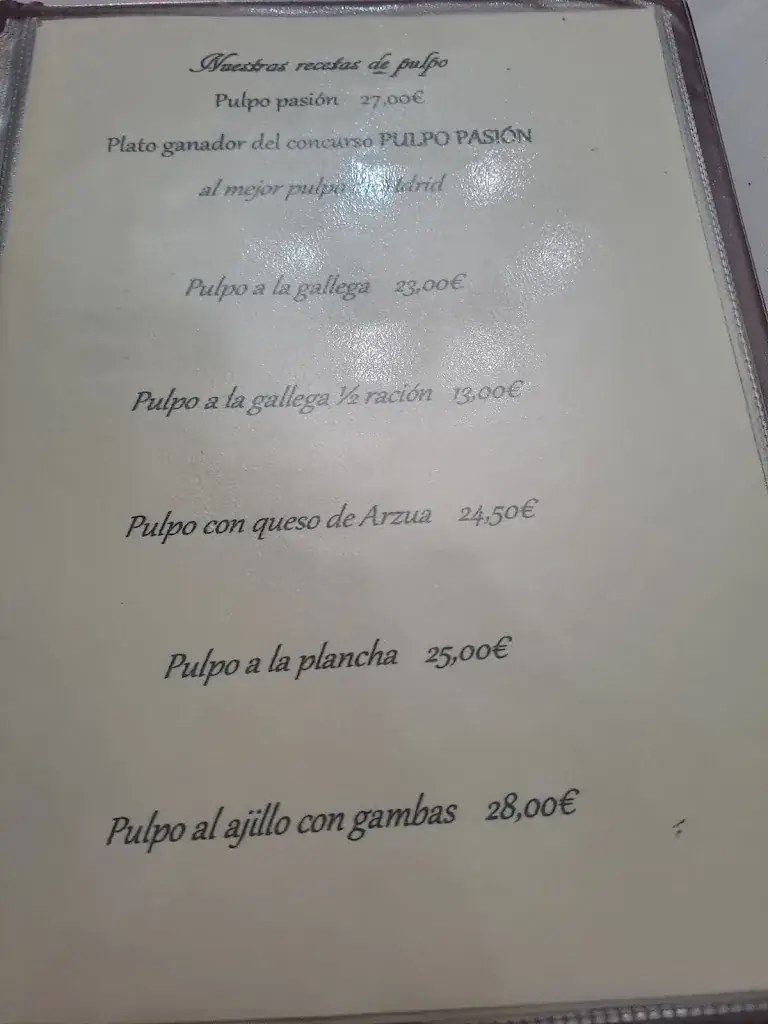 Nuestras recetas de pulpo
Pulpo pasión 27,00€
Plato ganador del concurso PULPO PASIÓN
al mejor pulpo
Pulpo a la gallega 23,00€
Pulpo a la gallega ½ ración 13,00€
Pulpo con queso de Arzua 24,50€
Pulpo a la plancha 25,00€
Pulpo al ajillo con gambas 28,00€